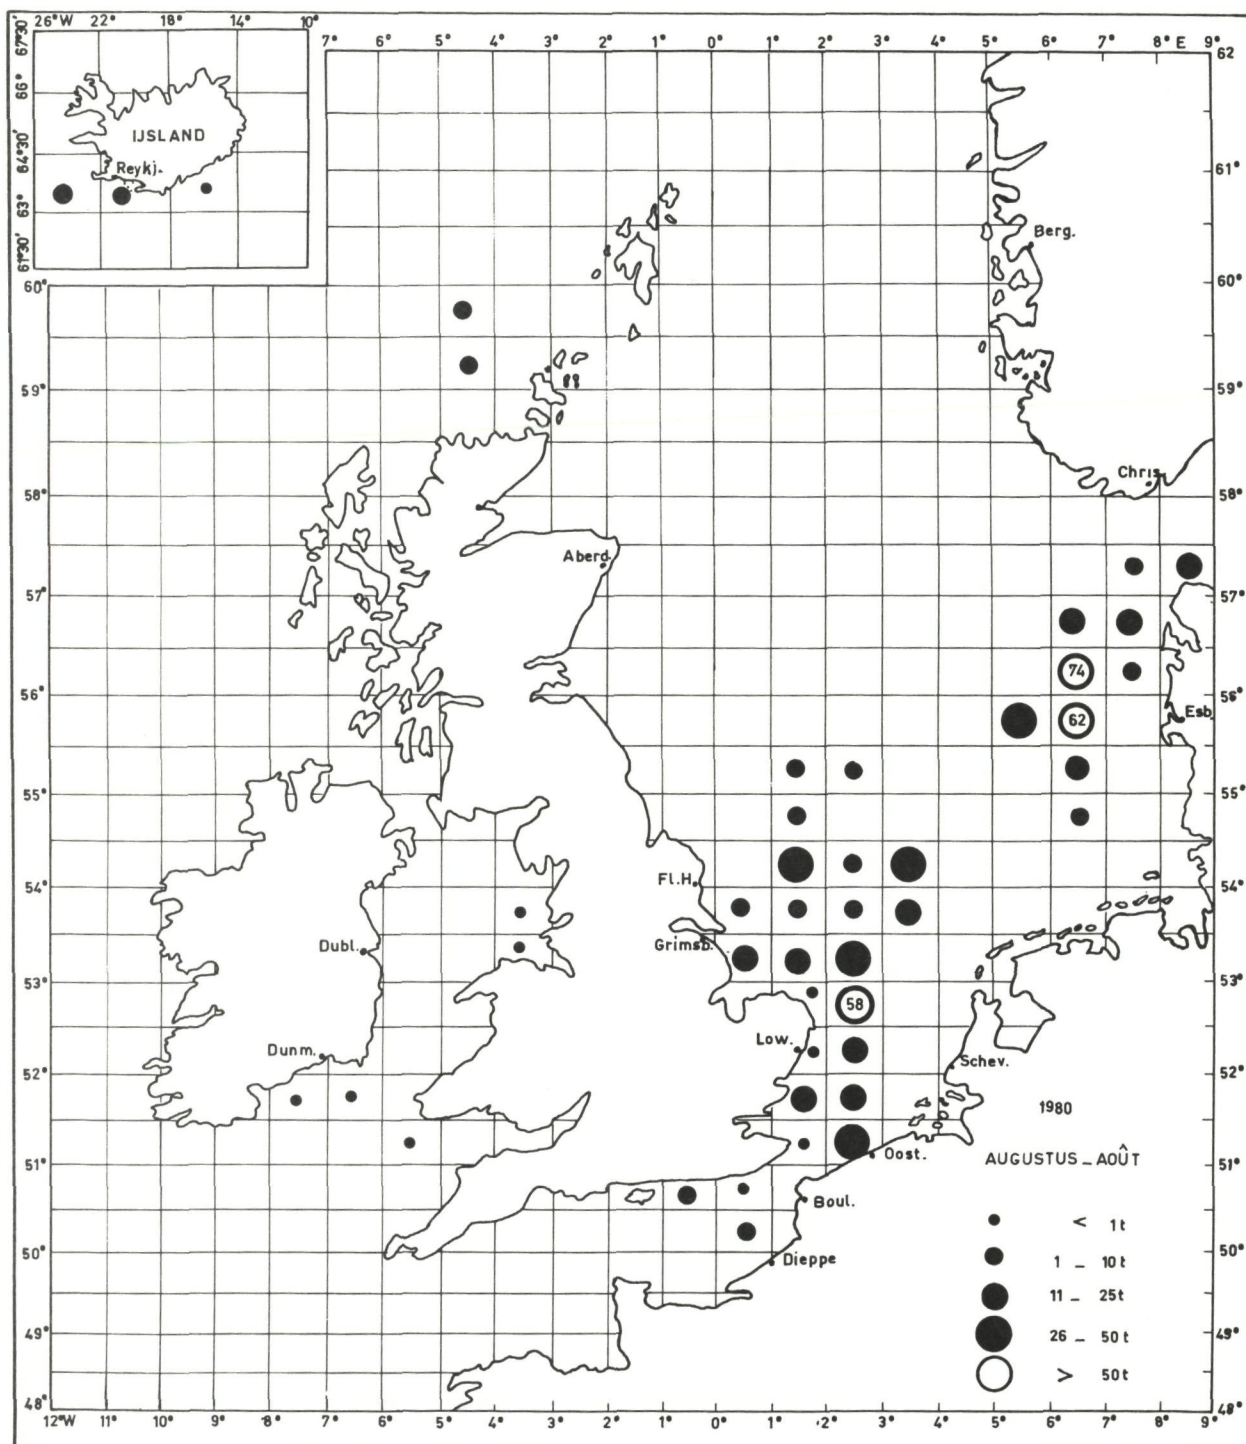 26°W 22° 18° 14° 10°
67°30'
66°
64°30'
63°
61°30'
IJSLAND
Reykj.
7° 6° 5° 4° 3° 2° 1° 0° 1° 2° 3° 4° 5° 6° 7° 8° E 9°
62
61°
60° 60°
59° 59°
58° 58°
57° 57°
56° 56°
55° 55°
54° 54°
53° 53°
52° 52°
51° 51°
50° 50°
49° 49°
48° 48°
Berg.
Chris
Aberd.
74
62
Esb
Fl.H.
Grimsb.
Dubl.
58
Low.
Dunm.
Schev.
Oost.
Boul.
Dieppe
1980
AUGUSTUS _ AOÛT
< 1t
1 _ 10t
11 _ 25t
26 _ 50t
> 50t
12°W 10° 9° 8° 7° 6° 5° 4° 3° 2° 1° 0° 1° 2° 3° 4° 5° 6° 7° 8° 9°